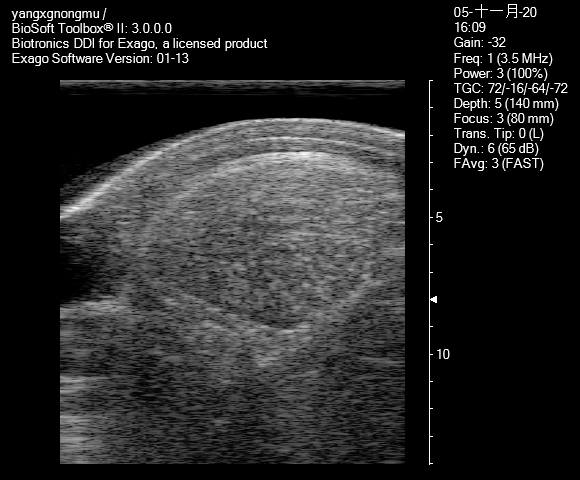 yangxgnongmu /
BioSoft Toolbox® II: 3.0.0.0
Biotronics DDI for Exago, a licensed product
Exago Software Version: 01-13
05-十一月-20
16:09
Gain: -32
Freq: 1 (3.5 MHz)
Power: 3 (100%)
TGC: 72/-16/-64/-72
Depth: 5 (140 mm)
Focus: 3 (80 mm)
Trans. Tip: 0 (L)
Dyn.: 6 (65 dB)
FAvg: 3 (FAST)
5
10